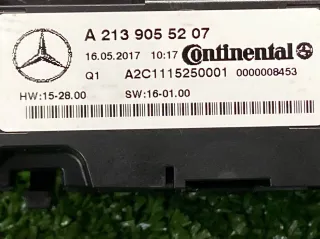 A 213 905 52 07
16.05.2017 10:17 Continental
Q1 A2C1115250001 0000008453
HW:15-28.00 SW:16-01.00